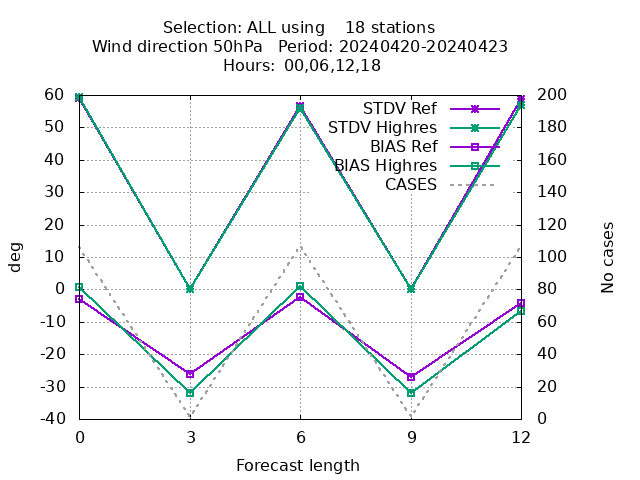 Selection: ALL using    18 stations
Wind direction 50hPa   Period: 20240420-20240423
Hours: 00,06,12,18
STDV Ref
STDV Highres
BIAS Ref
BIAS Highres
CASES
60
50
40
30
20
10
0
-10
-20
-30
-40
deg
200
180
160
140
120
100
80
60
40
20
0
No cases
0 3 6 9 12
Forecast length